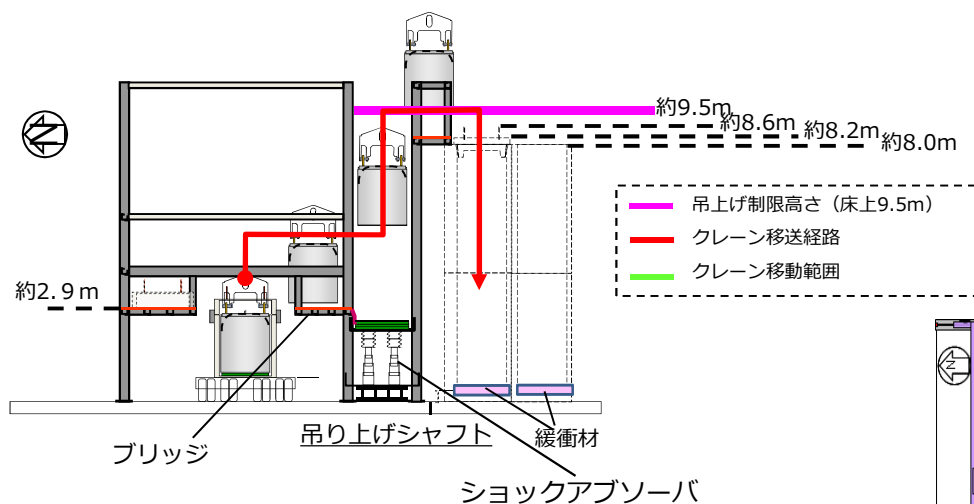 約9.5m
約8.6m
約8.2m
約8.0m
吊上げ制限高さ（床上9.5m）
クレーン移送経路
クレーン移動範囲
約2.9ｍ
N
N
吊り上げシャフト
緩衝材
ブリッジ
ショックアブソーバ